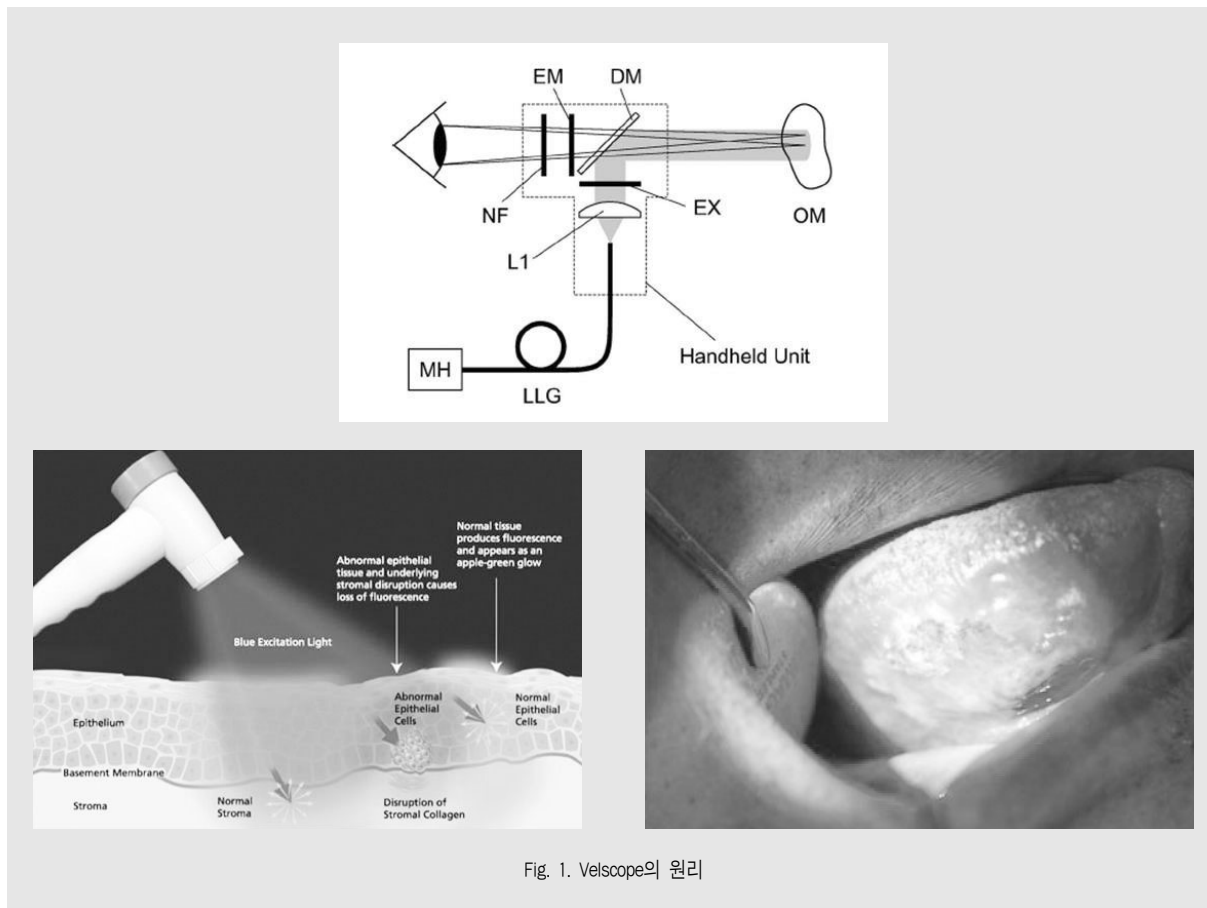 EM DM
NF
EX
OM
L1
Handheld Unit
MH
LLG
Normal tissue
produces fluorescence
and appears as an
apple-green glow
Abnormal epithelial
tissue and underlying
stromal disruption causes
loss of fluorescence
Blue Excitation Light
Abnormal
Epithelial
Cells
Normal
Epithelial
Cells
Epithelium
Basement Membrane
Stroma
Normal
Stroma
Disruption of
Stromal Collagen
Fig. 1. Velscope의 원리